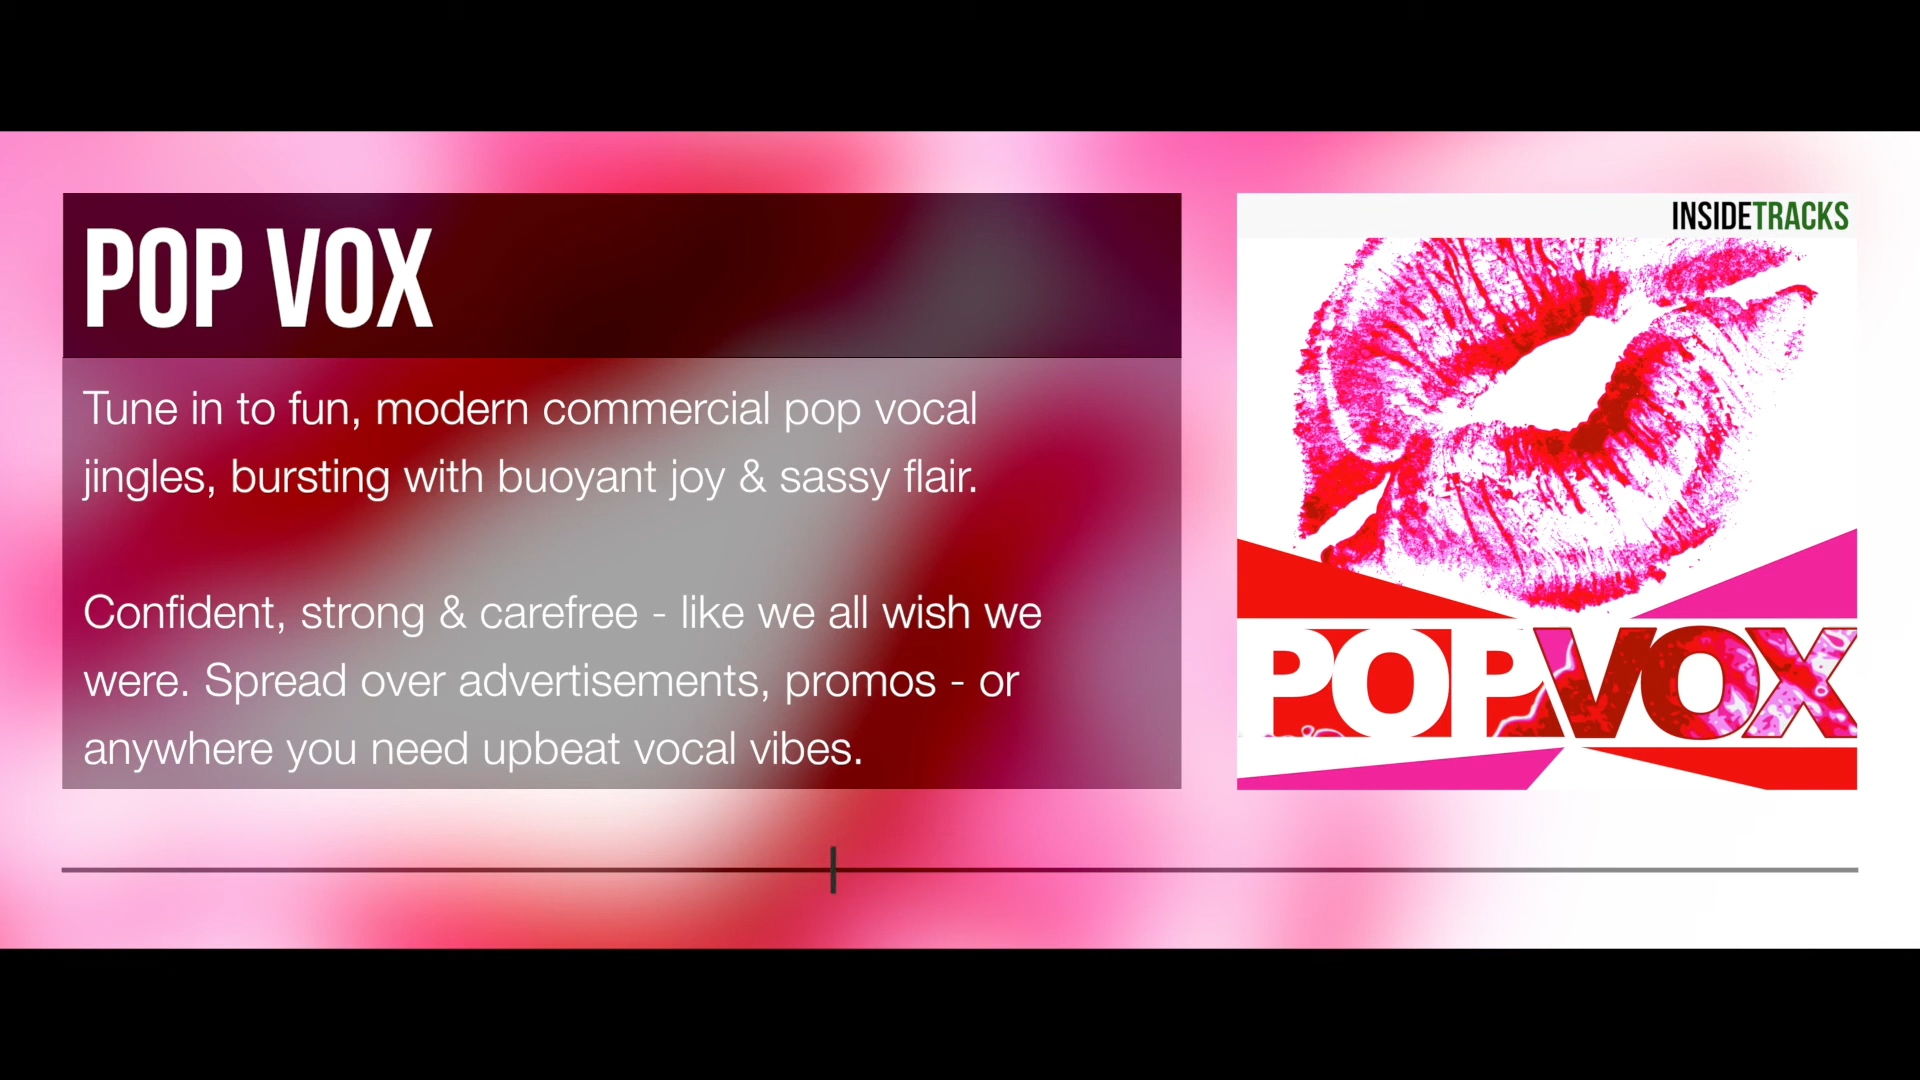 POP VOX
Tune in to fun, modern commercial pop vocal
jingles, bursting with buoyant joy & sassy flair.
Confident, strong & carefree - like we all wish we
were. Spread over advertisements, promos - or
anywhere you need upbeat vocal vibes.
INSIDETRACKS
POPVOX